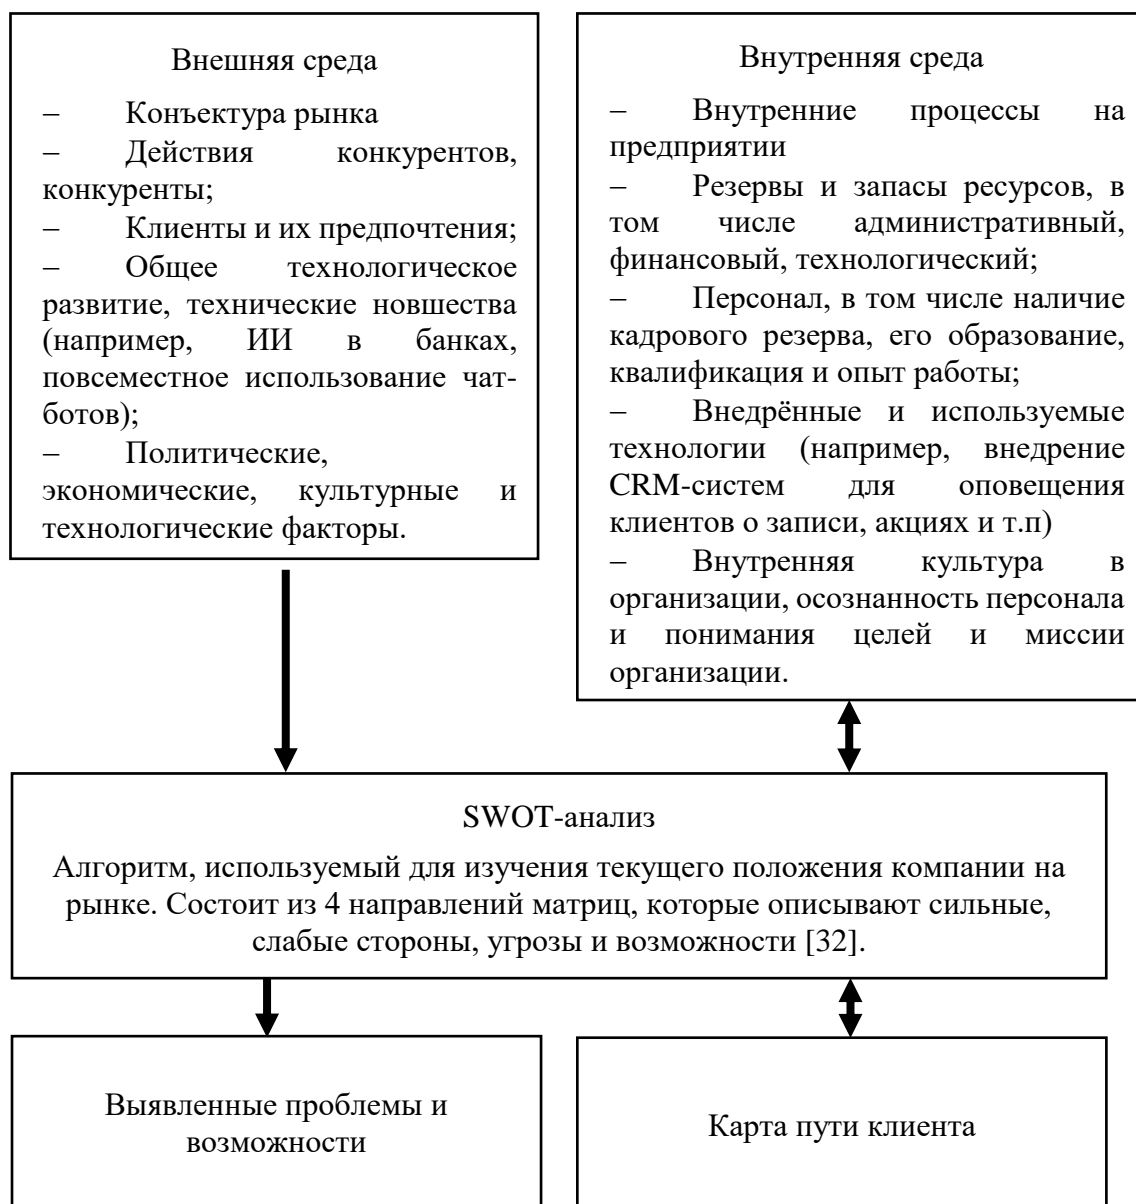 Внешняя среда
– Конъектура рынка
– Действия конкурентов,
конкуренты;
– Клиенты и их предпочтения;
– Общее технологическое
развитие, технические новшества
(например, ИИ в банках,
повсеместное использование чат-
ботов);
– Политические,
экономические, культурные и
технологические факторы.
Внутренняя среда
– Внутренние процессы на
предприятии
– Резервы и запасы ресурсов, в
том числе административный,
финансовый, технологический;
– Персонал, в том числе наличие
кадрового резерва, его образование,
квалификация и опыт работы;
– Внедрённые и используемые
технологии (например, внедрение
CRM-систем для оповещения
клиентов о записи, акциях и т.п)
– Внутренняя культура в
организации, осознанность персонала
и понимания целей и миссии
организации.
SWOT-анализ
Алгоритм, используемый для изучения текущего положения компании на
рынке. Состоит из 4 направлений матриц, которые описывают сильные,
слабые стороны, угрозы и возможности [32].
Выявленные проблемы и
возможности
Карта пути клиента